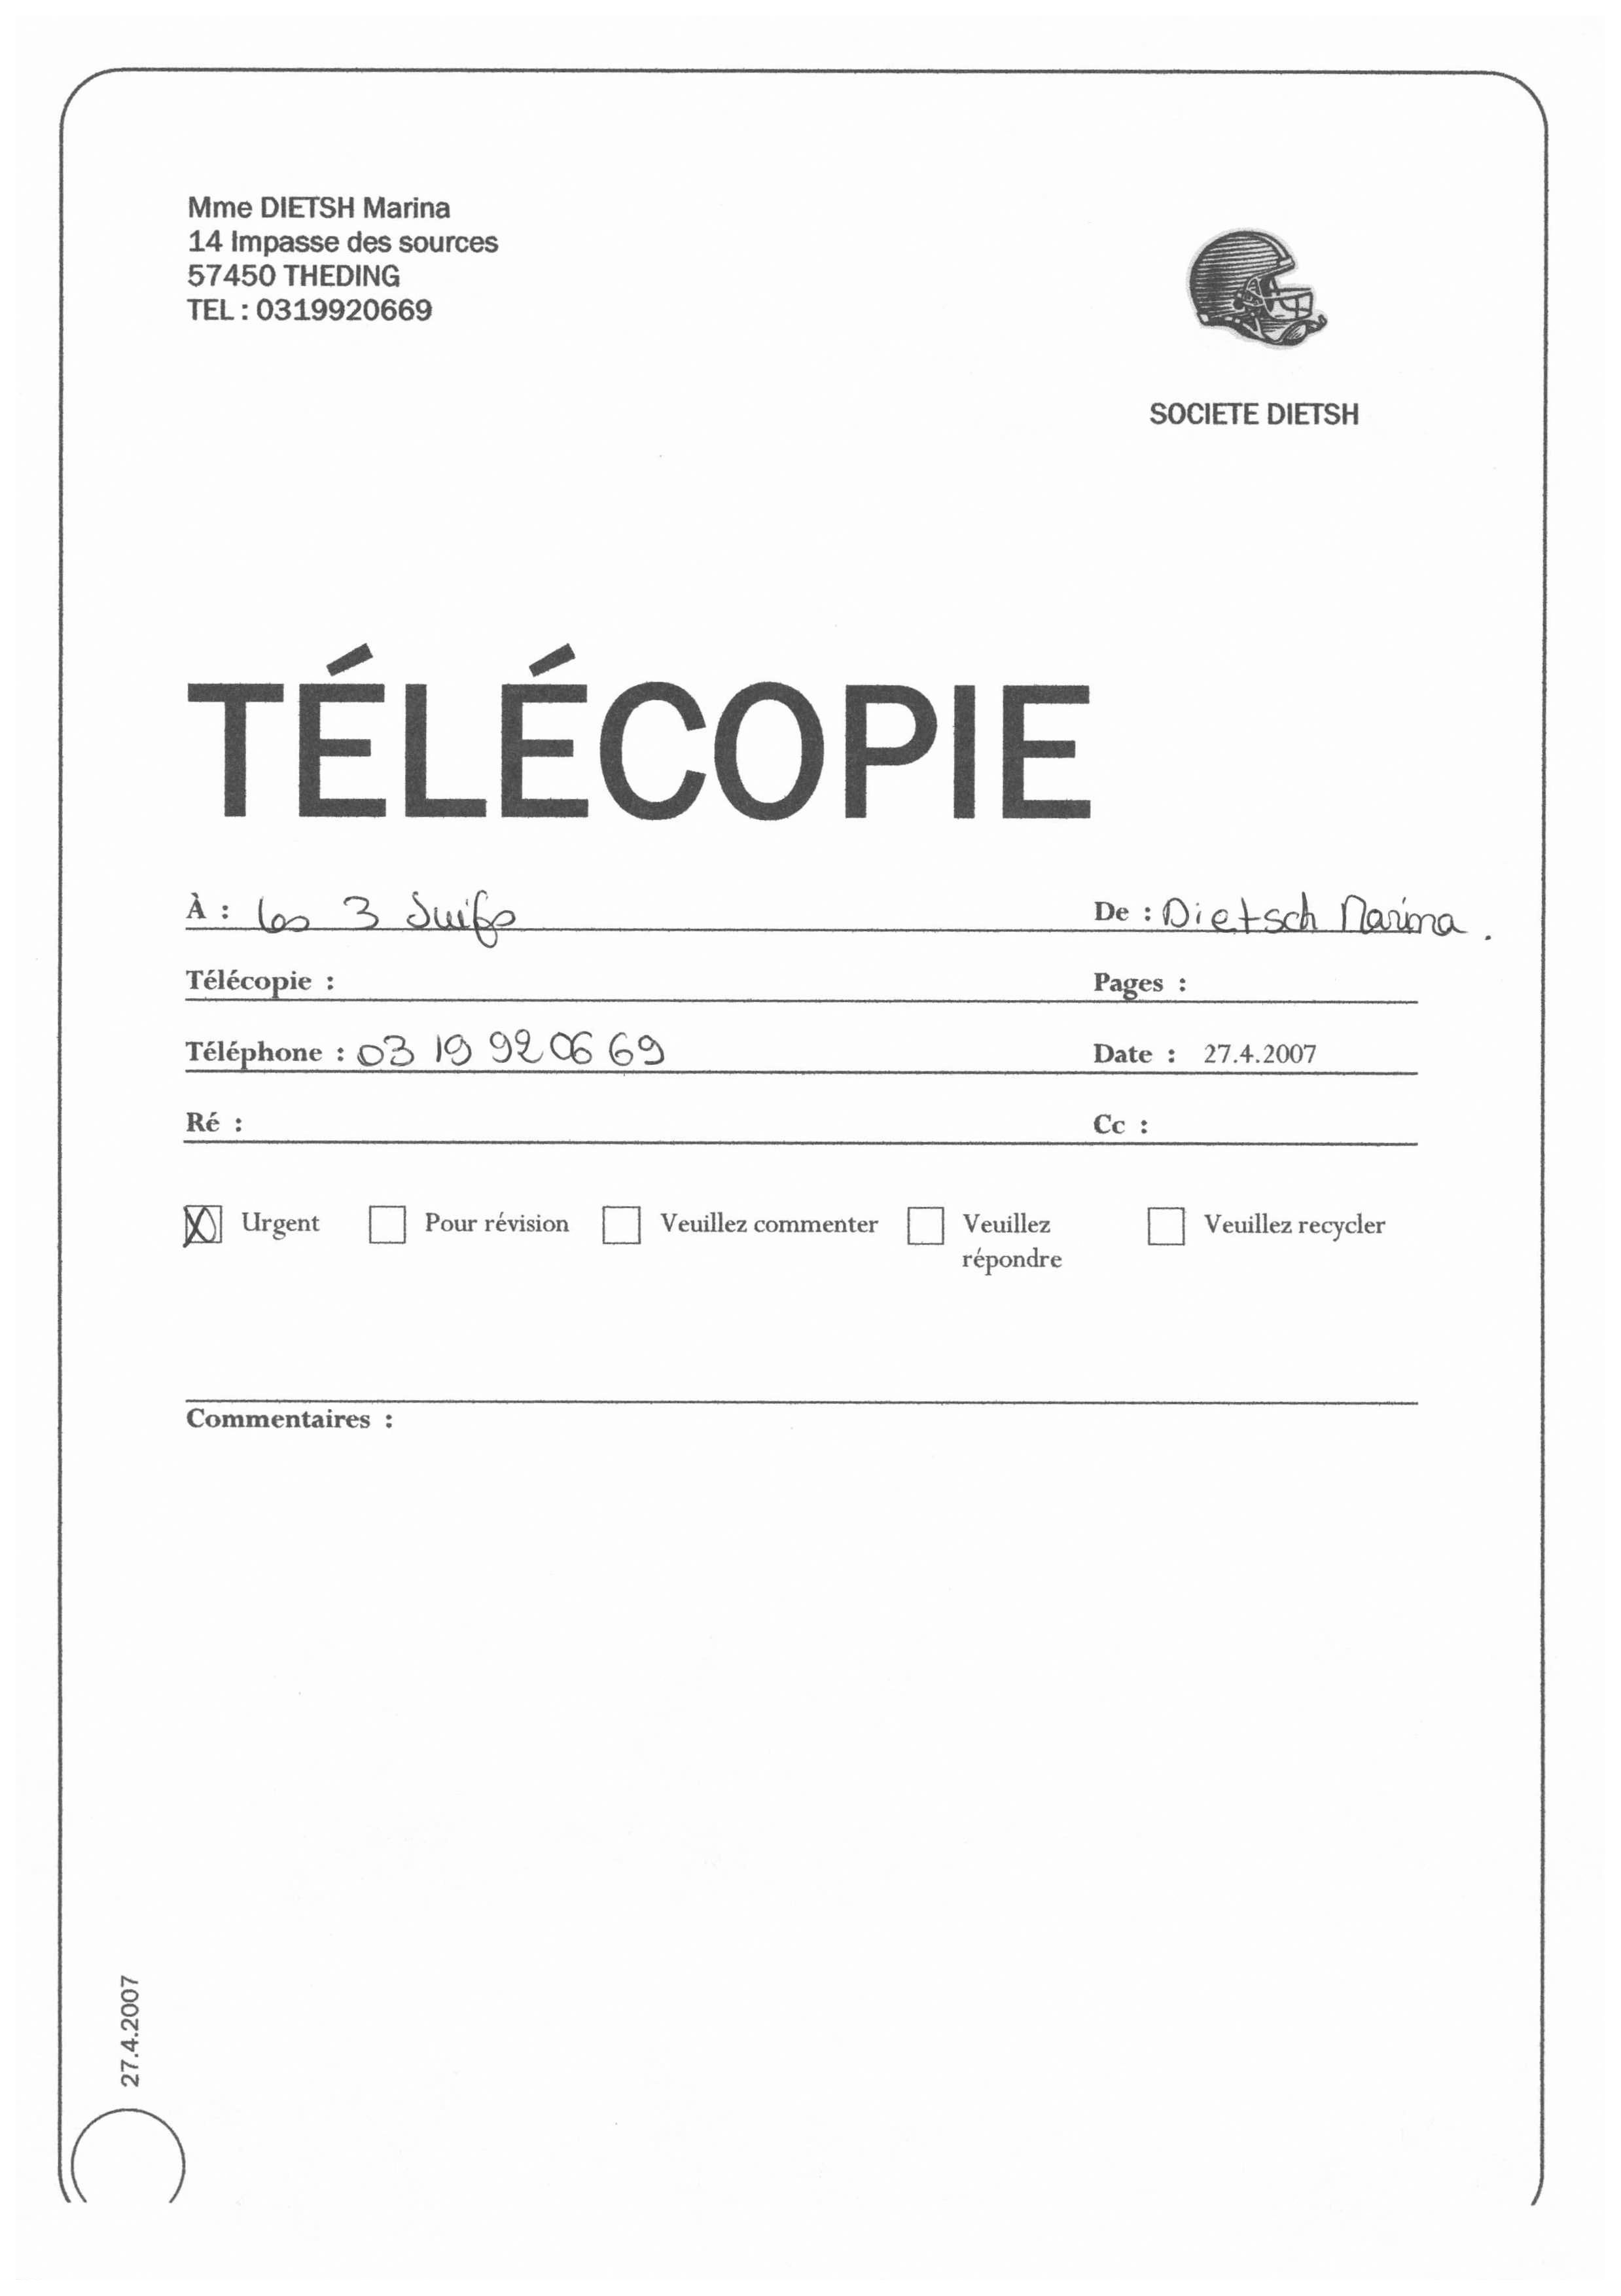 Mme DIETSH Marina
14 Impasse des sources
57450 THEDING
TEL : 0319920669
SOCIETE DIETSH
TÉLÉCOPIE
À : les 3 Suifs De : Dietsch Marina.
Télécopie : Pages :
Téléphone : 03 19 92 06 69 Date : 27.4.2007
Ré : Cc :
Urgent Pour révision Veuillez commenter Veuillez répondre Veuillez recycler
Commentaires :
27.4.2007